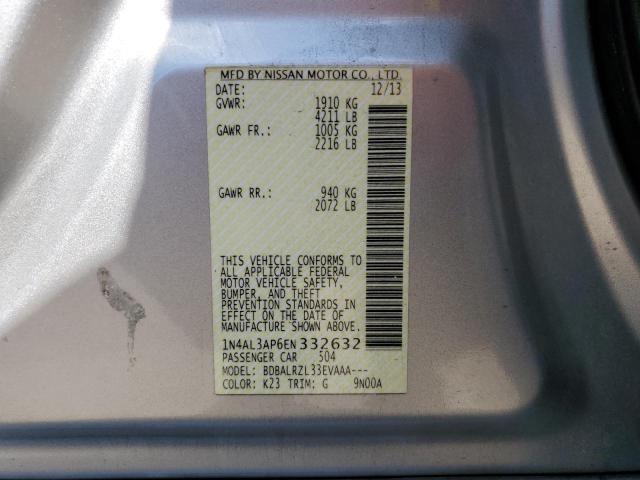 MFD BY NISSAN MOTOR CO., LTD.
DATE: 12/13
GVWR: 1910 KG
4211 LB
GAWR FR.: 1005 KG
2216 LB
GAWR RR.: 940 KG
2072 LB
THIS VEHICLE CONFORMS TO
ALL APPLICABLE FEDERAL
MOTOR VEHICLE SAFETY,
BUMPER, AND THEFT
PREVENTION STANDARDS IN
EFFECT ON THE DATE OF
MANUFACTURE SHOWN ABOVE.
1N4AL3AP6EN332632
PASSENGER CAR 504
MODEL: BDBALRZL33EVAAA---
COLOR: K23 TRIM: G 9N00A